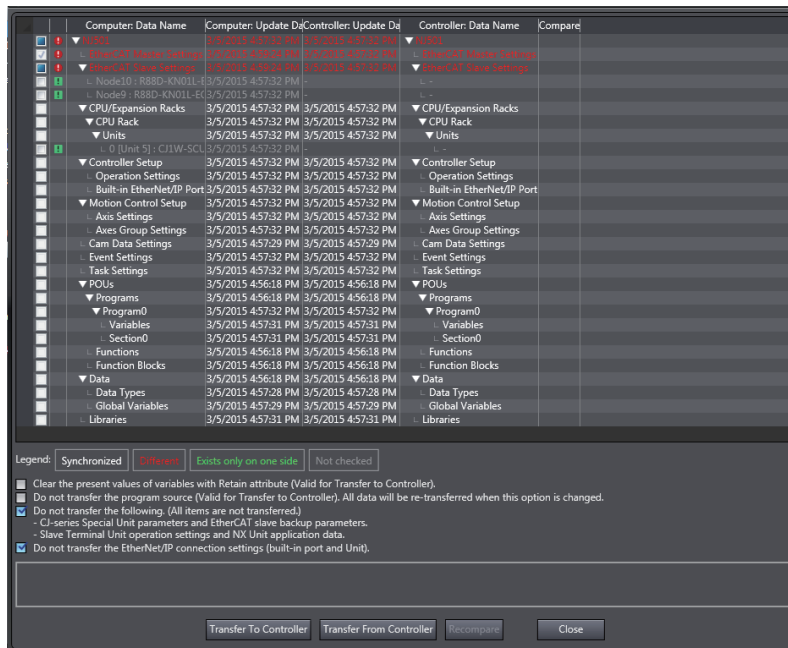 Computer: Data Name Computer: Update Da Controller: Update Da Controller: Data Name Compare
EtherCAT Master Settings EtherCAT Master Settings
EtherCAT Slave Settings EtherCAT Slave Settings
Node10 : R88D-KN01L-E 3/5/2015 4:57:32 PM - -
Node9 : R88D-KN01L-EC 3/5/2015 4:57:32 PM - -
CPU/Expansion Racks 3/5/2015 4:57:32 PM 3/5/2015 4:57:32 PM CPU/Expansion Racks
CPU Rack 3/5/2015 4:57:32 PM 3/5/2015 4:57:32 PM CPU Rack
Units 3/5/2015 4:57:32 PM 3/5/2015 4:57:32 PM Units
0 [Unit 5] : CJ1W-SCU 3/5/2015 4:57:32 PM - -
Controller Setup 3/5/2015 4:57:32 PM 3/5/2015 4:57:32 PM Controller Setup
Operation Settings 3/5/2015 4:57:32 PM 3/5/2015 4:57:32 PM Operation Settings
Built-in EtherNet/IP Port 3/5/2015 4:57:32 PM 3/5/2015 4:57:32 PM Built-in EtherNet/IP Port
Motion Control Setup 3/5/2015 4:57:32 PM 3/5/2015 4:57:32 PM Motion Control Setup
Axis Settings 3/5/2015 4:57:32 PM 3/5/2015 4:57:32 PM Axis Settings
Axes Group Settings 3/5/2015 4:57:32 PM 3/5/2015 4:57:32 PM Axes Group Settings
Cam Data Settings 3/5/2015 4:57:29 PM 3/5/2015 4:57:29 PM Cam Data Settings
Event Settings 3/5/2015 4:57:32 PM 3/5/2015 4:57:32 PM Event Settings
Task Settings 3/5/2015 4:57:32 PM 3/5/2015 4:57:32 PM Task Settings
POUs 3/5/2015 4:56:18 PM 3/5/2015 4:56:18 PM POUs
Programs 3/5/2015 4:56:18 PM 3/5/2015 4:56:18 PM Programs
Program0 3/5/2015 4:57:32 PM 3/5/2015 4:57:32 PM Program0
Variables 3/5/2015 4:57:31 PM 3/5/2015 4:57:31 PM Variables
Section0 3/5/2015 4:57:31 PM 3/5/2015 4:57:31 PM Section0
Functions 3/5/2015 4:56:18 PM 3/5/2015 4:56:18 PM Functions
Function Blocks 3/5/2015 4:56:18 PM 3/5/2015 4:56:18 PM Function Blocks
Data 3/5/2015 4:56:18 PM 3/5/2015 4:56:18 PM Data
Data Types 3/5/2015 4:57:28 PM 3/5/2015 4:57:28 PM Data Types
Global Variables 3/5/2015 4:57:29 PM 3/5/2015 4:57:29 PM Global Variables
Libraries 3/5/2015 4:57:31 PM 3/5/2015 4:57:31 PM Libraries
Legend: Synchronized Different Exists only on one side Not checked
Clear the present values of variables with Retain attribute (Valid for Transfer to Controller).
Do not transfer the program source (Valid for Transfer to Controller). All data will be re-transferred when this option is changed.
Do not transfer the following. (All items are not transferred.)
- CJ-series Special Unit parameters and EtherCAT slave backup parameters.
- Slave Terminal Unit operation settings and NX Unit application data.
Do not transfer the EtherNet/IP connection settings (built-in port and Unit).
Transfer To Controller Transfer From Controller Recompare Close